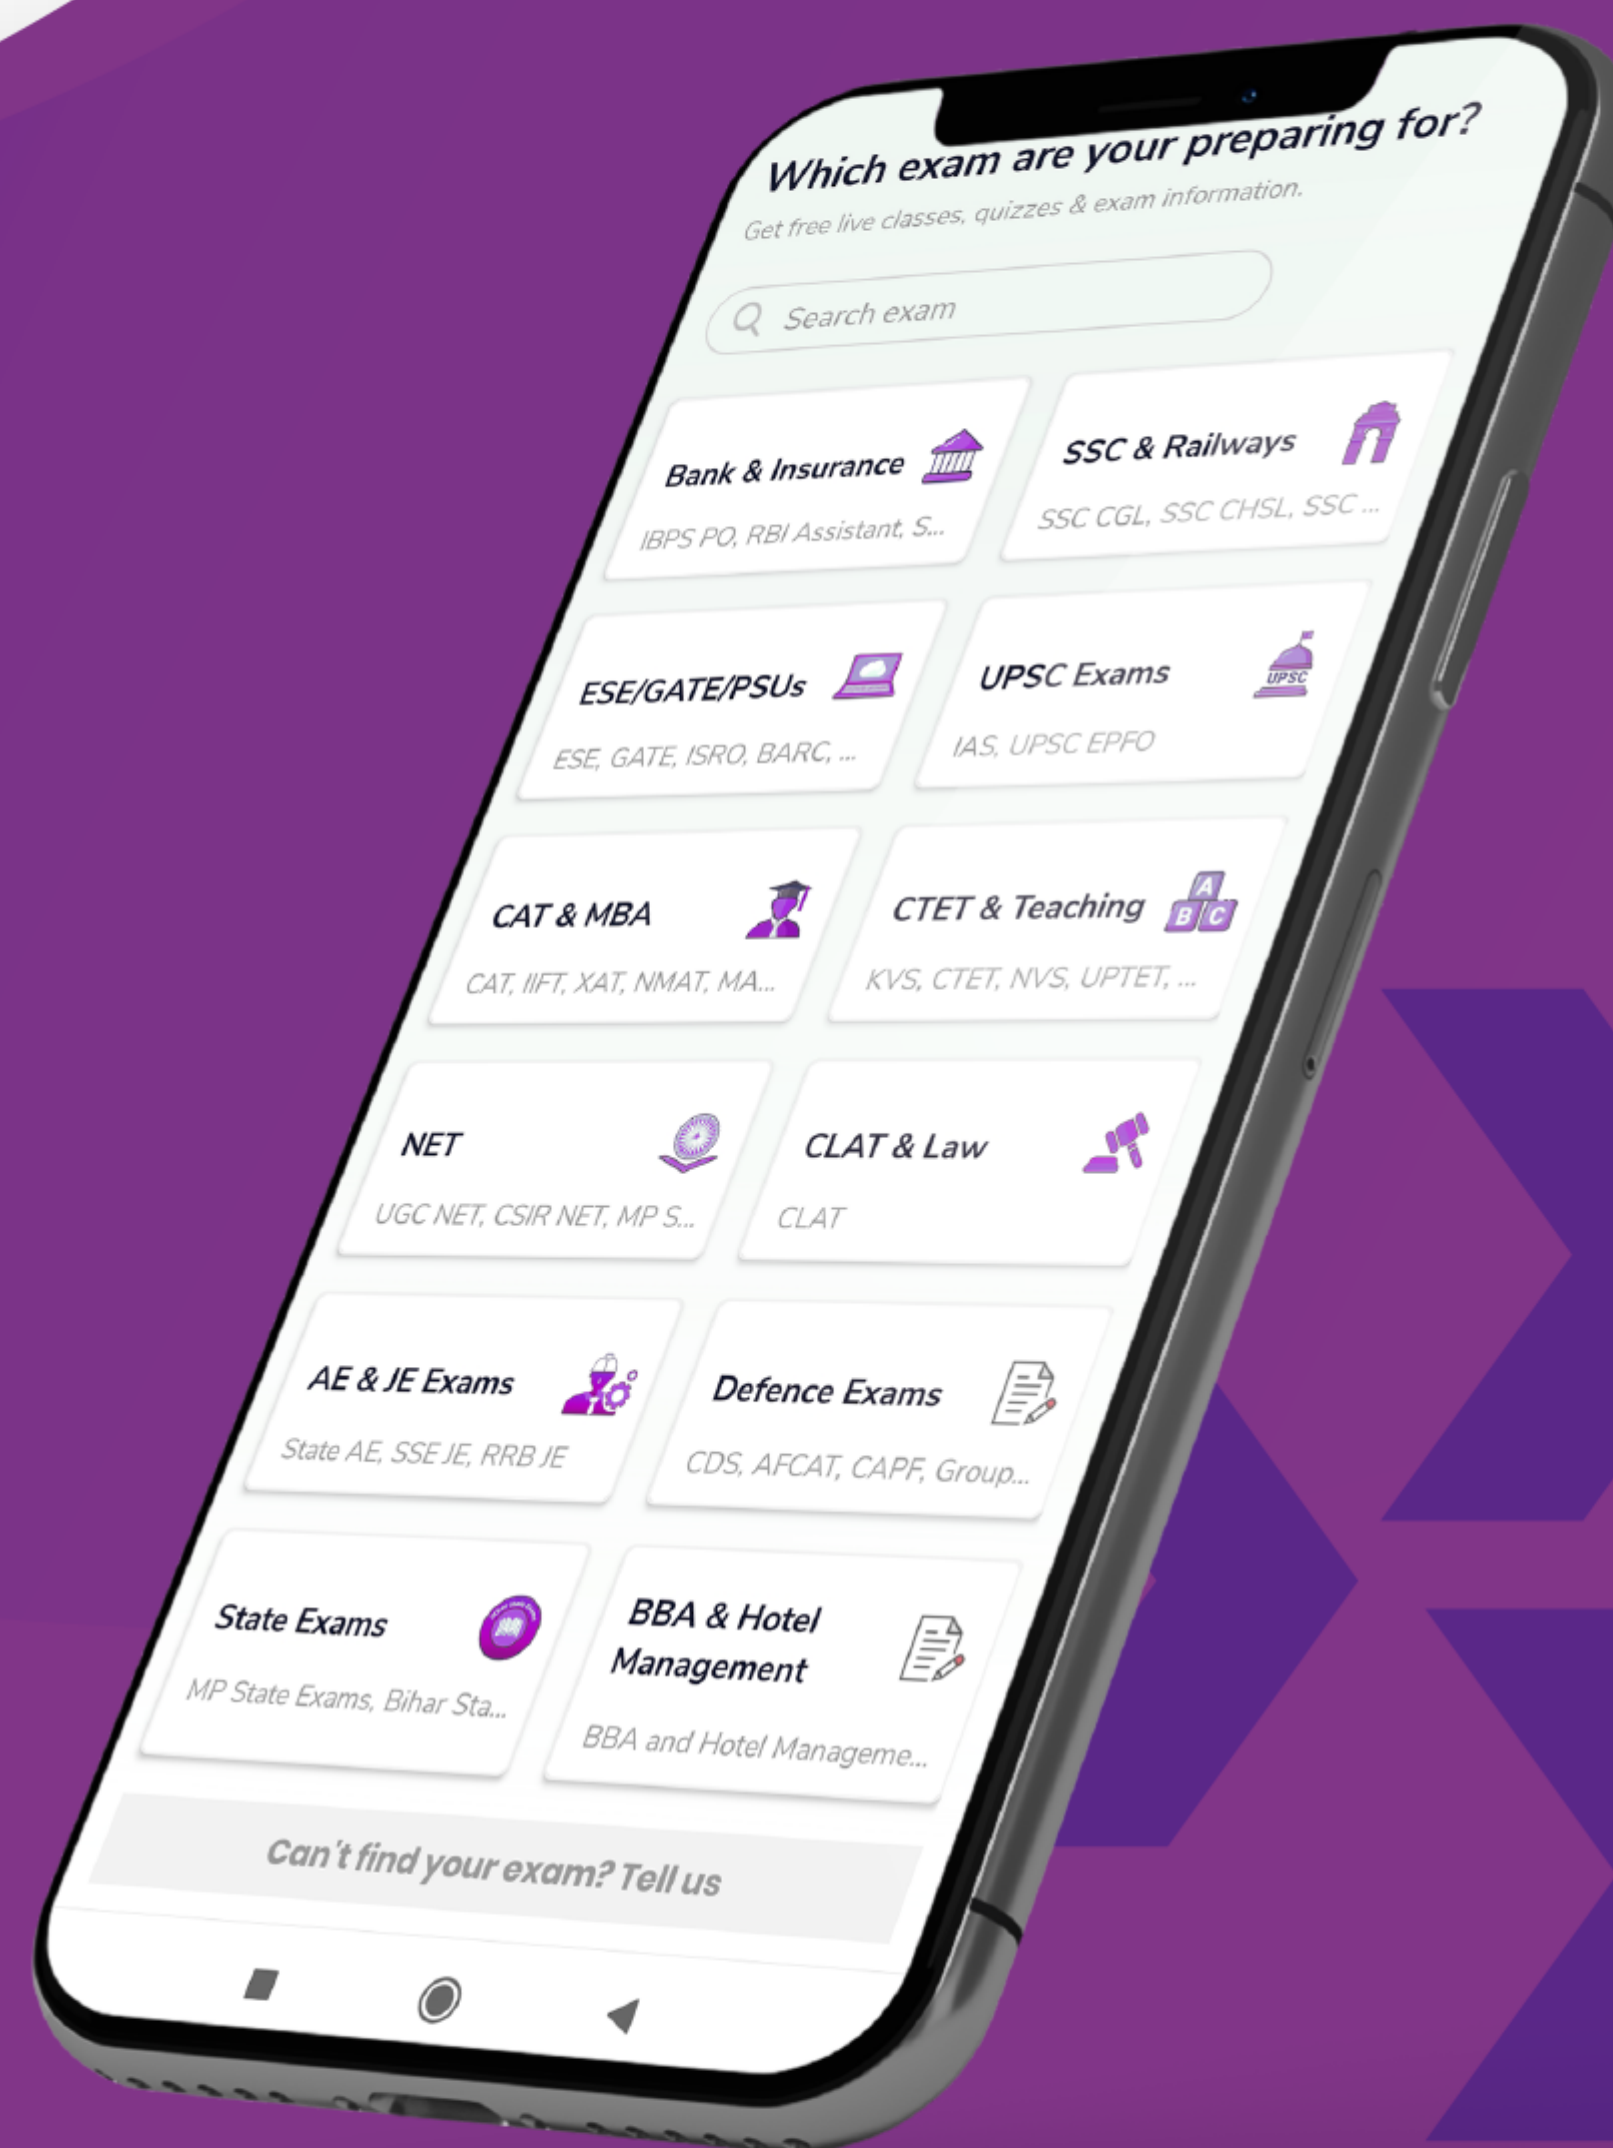 Which exam are your preparing for?
Get free live classes, quizzes & exam information.
Search exam
Bank & Insurance
IBPS PO, RBI Assistant, S...
SSC & Railways
SSC CGL, SSC CHSL, SSC ...
ESE/GATE/PSUs
ESE, GATE, ISRO, BARC, ...
UPSC Exams
UPSC
IAS, UPSC EPFO
CAT & MBA
CAT, IIFT, XAT, NMAT, MA...
CTET & Teaching
A
B C
KVS, CTET, NVS, UPTET, ...
NET
UGC NET, CSIR NET, MP S...
CLAT & Law
CLAT
AE & JE Exams
State AE, SSE JE, RRB JE
Defence Exams
CDS, AFCAT, CAPF, Group...
State Exams
MP State Exams, Bihar Sta...
BBA & Hotel
Management
BBA and Hotel Manageme...
Can't find your exam? Tell us